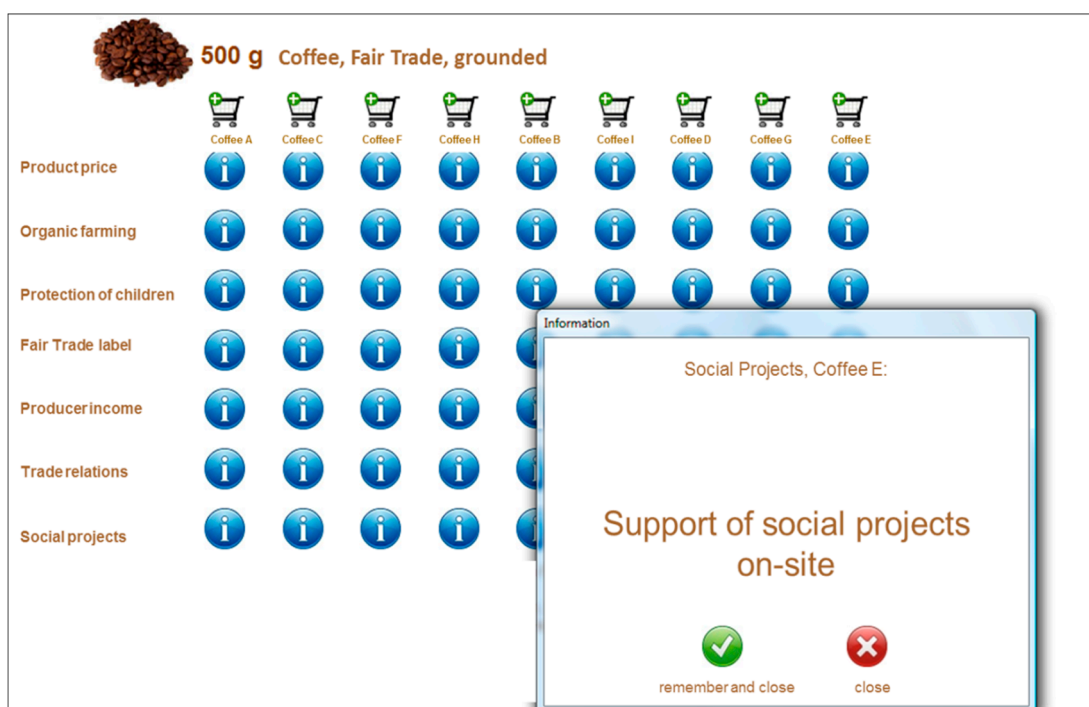 500 g Coffee, Fair Trade, grounded
Coffee A Coffee C Coffee F Coffee H Coffee B Coffee I Coffee D Coffee G Coffee E
Product price
Organic farming
Protection of children
Fair Trade label
Producer income
Trade relations
Social projects
Information
Social Projects, Coffee E:
Support of social projects
on-site
remember and close close